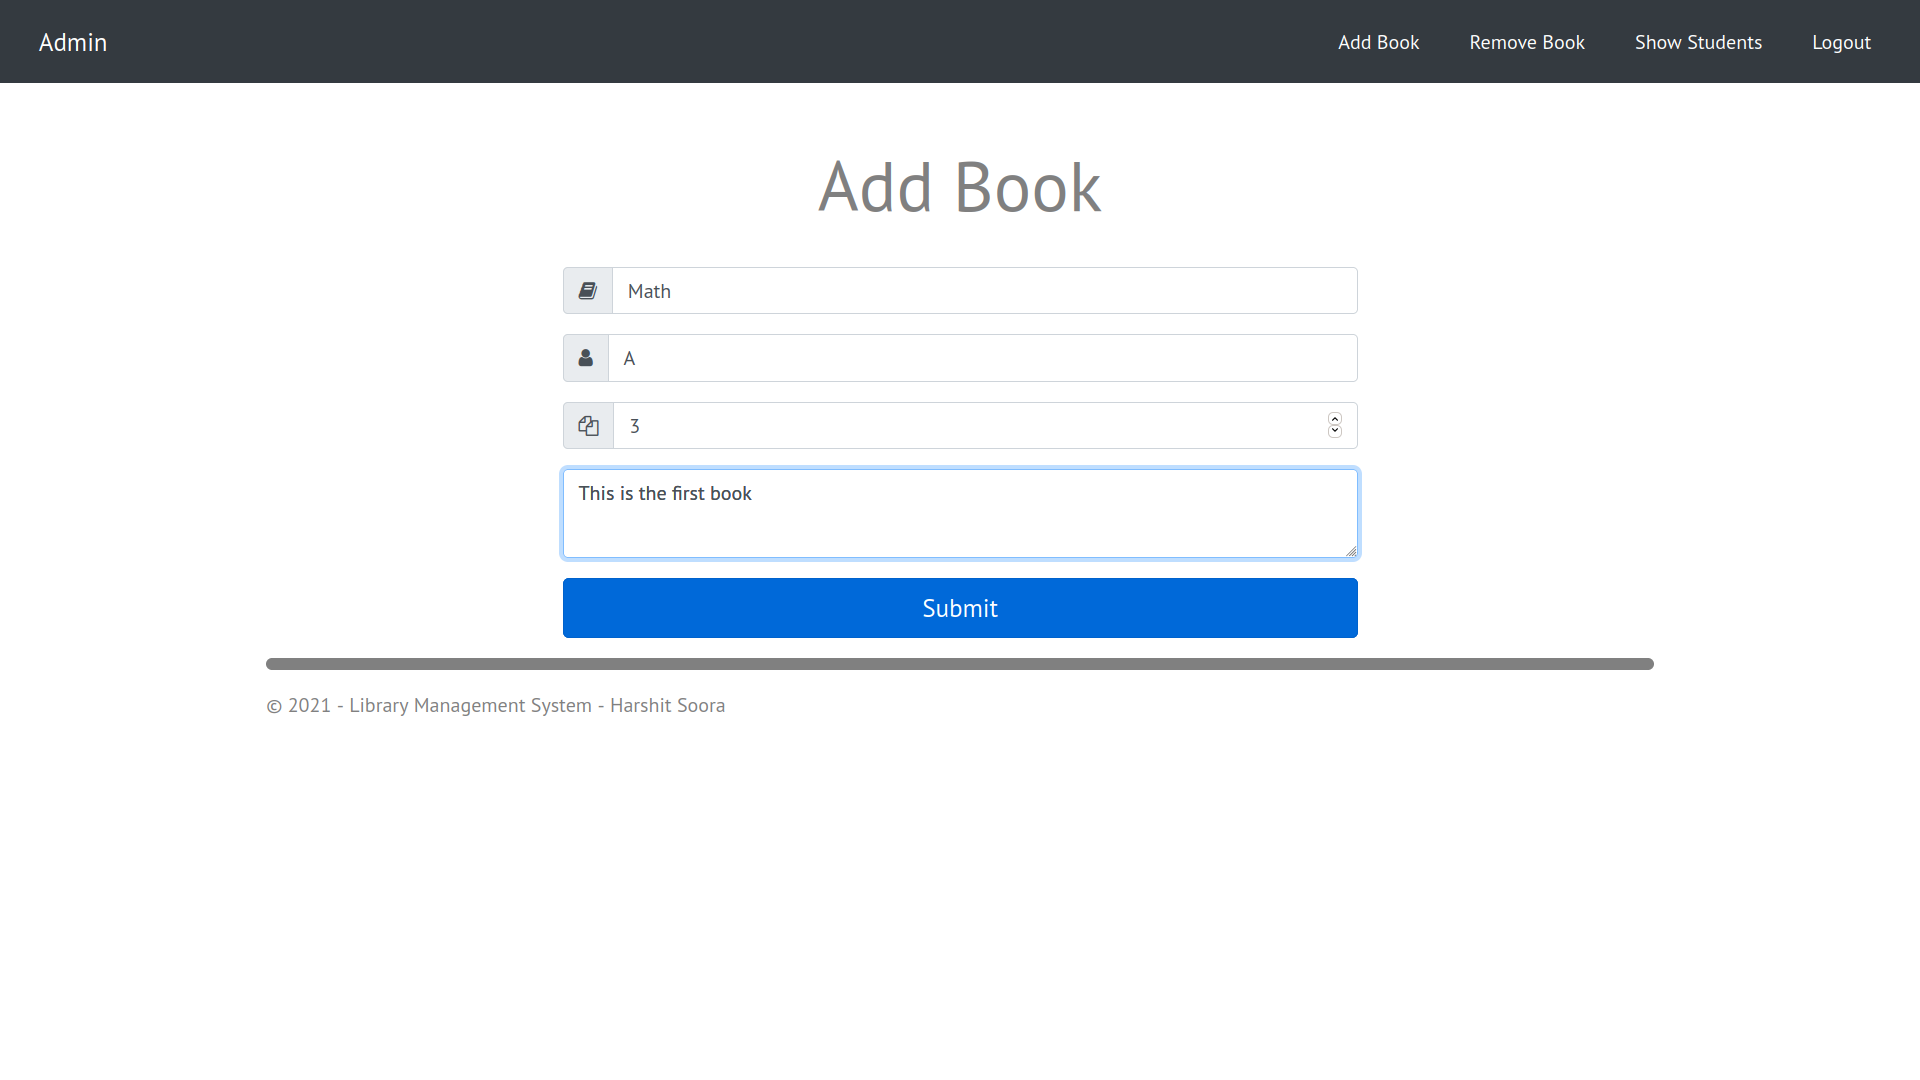 Admin
Add Book
Remove Book
Show Students
Logout
Add Book
Math
A
3
This is the first book
Submit
© 2021 - Library Management System - Harshit Soora